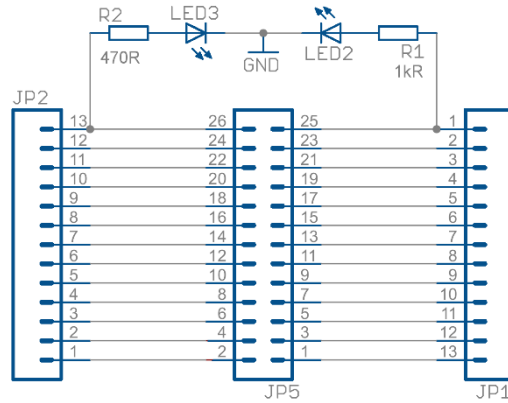 R2 LED3
470R
GND
LED2 R1
1kR
JP2
13 26 25 1
12 24 23 2
11 22 21 3
10 20 19 4
9 18 17 5
8 16 15 6
7 14 13 7
6 12 11 8
5 10 9 9
4 8 7 10
3 6 5 11
2 4 3 12
1 2 1 13
JP5 JP1